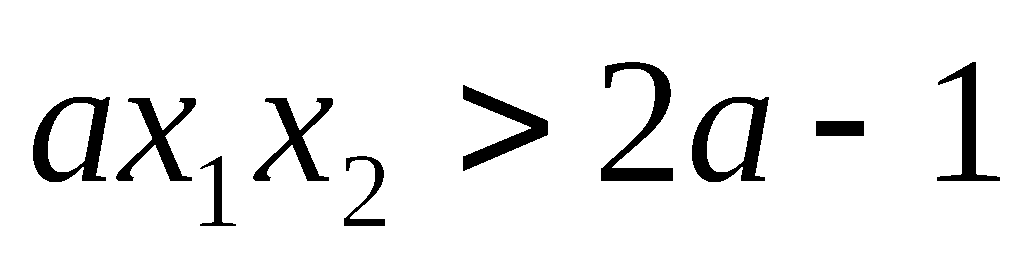 ax₁x₂ > 2a - 1